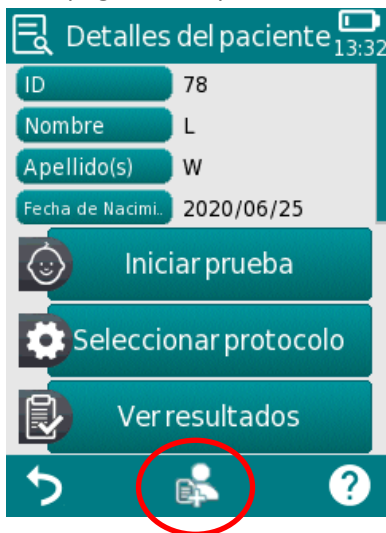 Detalles del paciente
13:32
ID 78
Nombre L
Apellido(s) W
Fecha de Nacimi.. 2020/06/25
Iniciar prueba
Seleccionar protocolo
Ver resultados
?